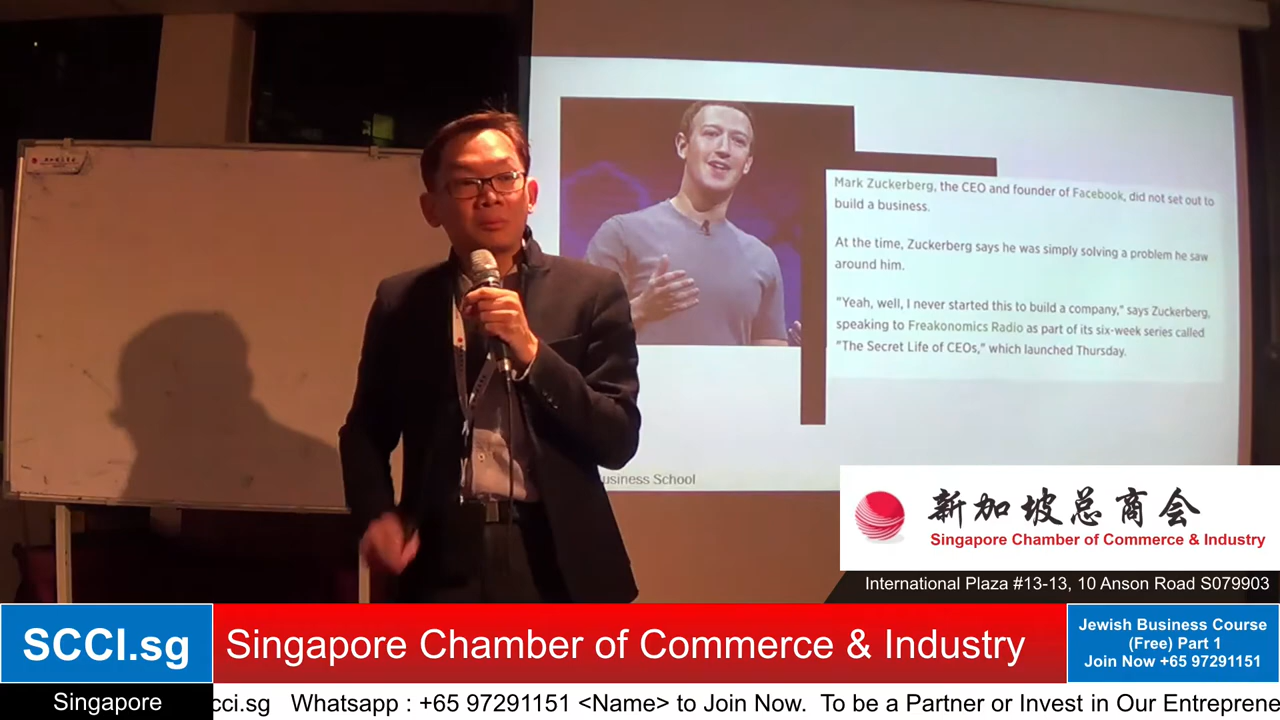 Mark Zuckerberg, the CEO and founder of Facebook, did not set out to
build a business.
At the time, Zuckerberg says he was simply solving a problem he saw
around him.
"Yeah, well, I never started this to build a company," says Zuckerberg,
speaking to Freakonomics Radio as part of its six-week series called
"The Secret Life of CEOs," which launched Thursday.
usiness School
新加坡总商会
Singapore Chamber of Commerce & Industry
International Plaza #13-13, 10 Anson Road S079903
SCCI.sg
Singapore Chamber of Commerce & Industry
Jewish Business Course
(Free) Part 1
Join Now +65 97291151
Singapore
cci.sg Whatsapp : +65 97291151 <Name> to Join Now. To be a Partner or Invest in Our Entreprene